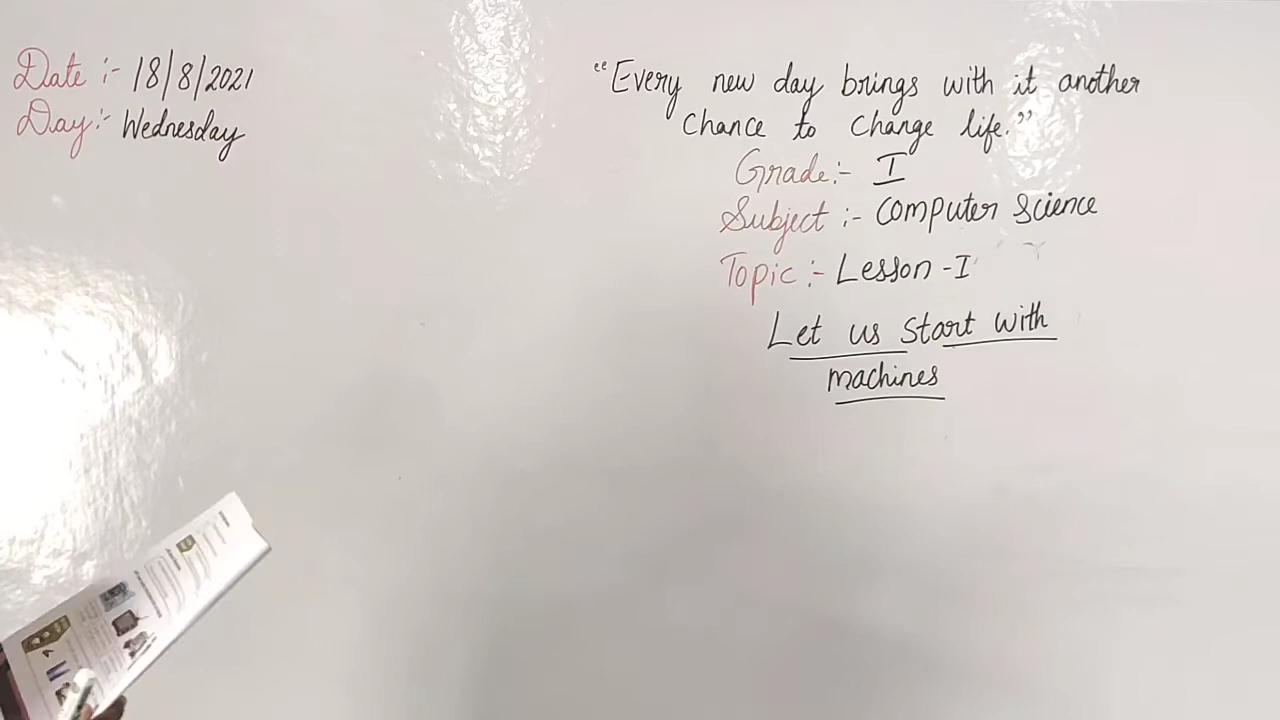 Date :- 18/8/2021
Day :- Wednesday
"Every new day brings with it another
chance to change life."
Grade :- I
Subject :- Computer Science
Topic :- Lesson - I
Let us start with
machines